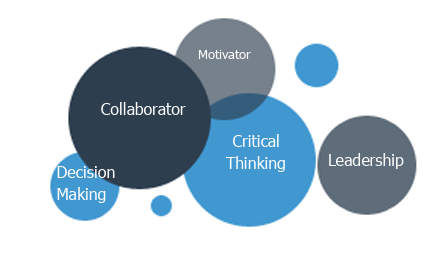 Motivator
Collaborator
Critical
Thinking
Leadership
Decision
Making